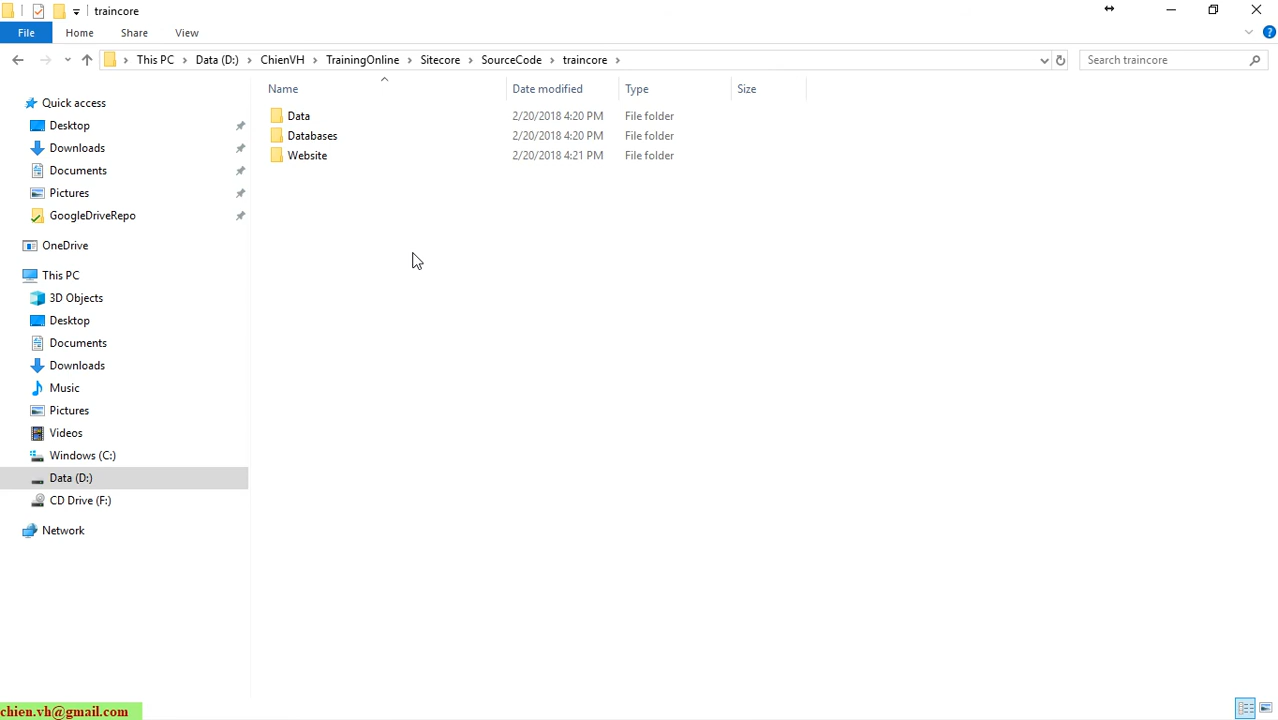 traincore
File Home Share View
This PC Data (D:) ChienVH TrainingOnline Sitecore SourceCode traincore
Search traincore
Name Date modified Type Size
Data 2/20/2018 4:20 PM File folder
Databases 2/20/2018 4:20 PM File folder
Website 2/20/2018 4:21 PM File folder
Quick access
Desktop
Downloads
Documents
Pictures
GoogleDriveRepo
OneDrive
This PC
3D Objects
Desktop
Documents
Downloads
Music
Pictures
Videos
Windows (C:)
Data (D:)
CD Drive (F:)
Network
chien.vh@gmail.com